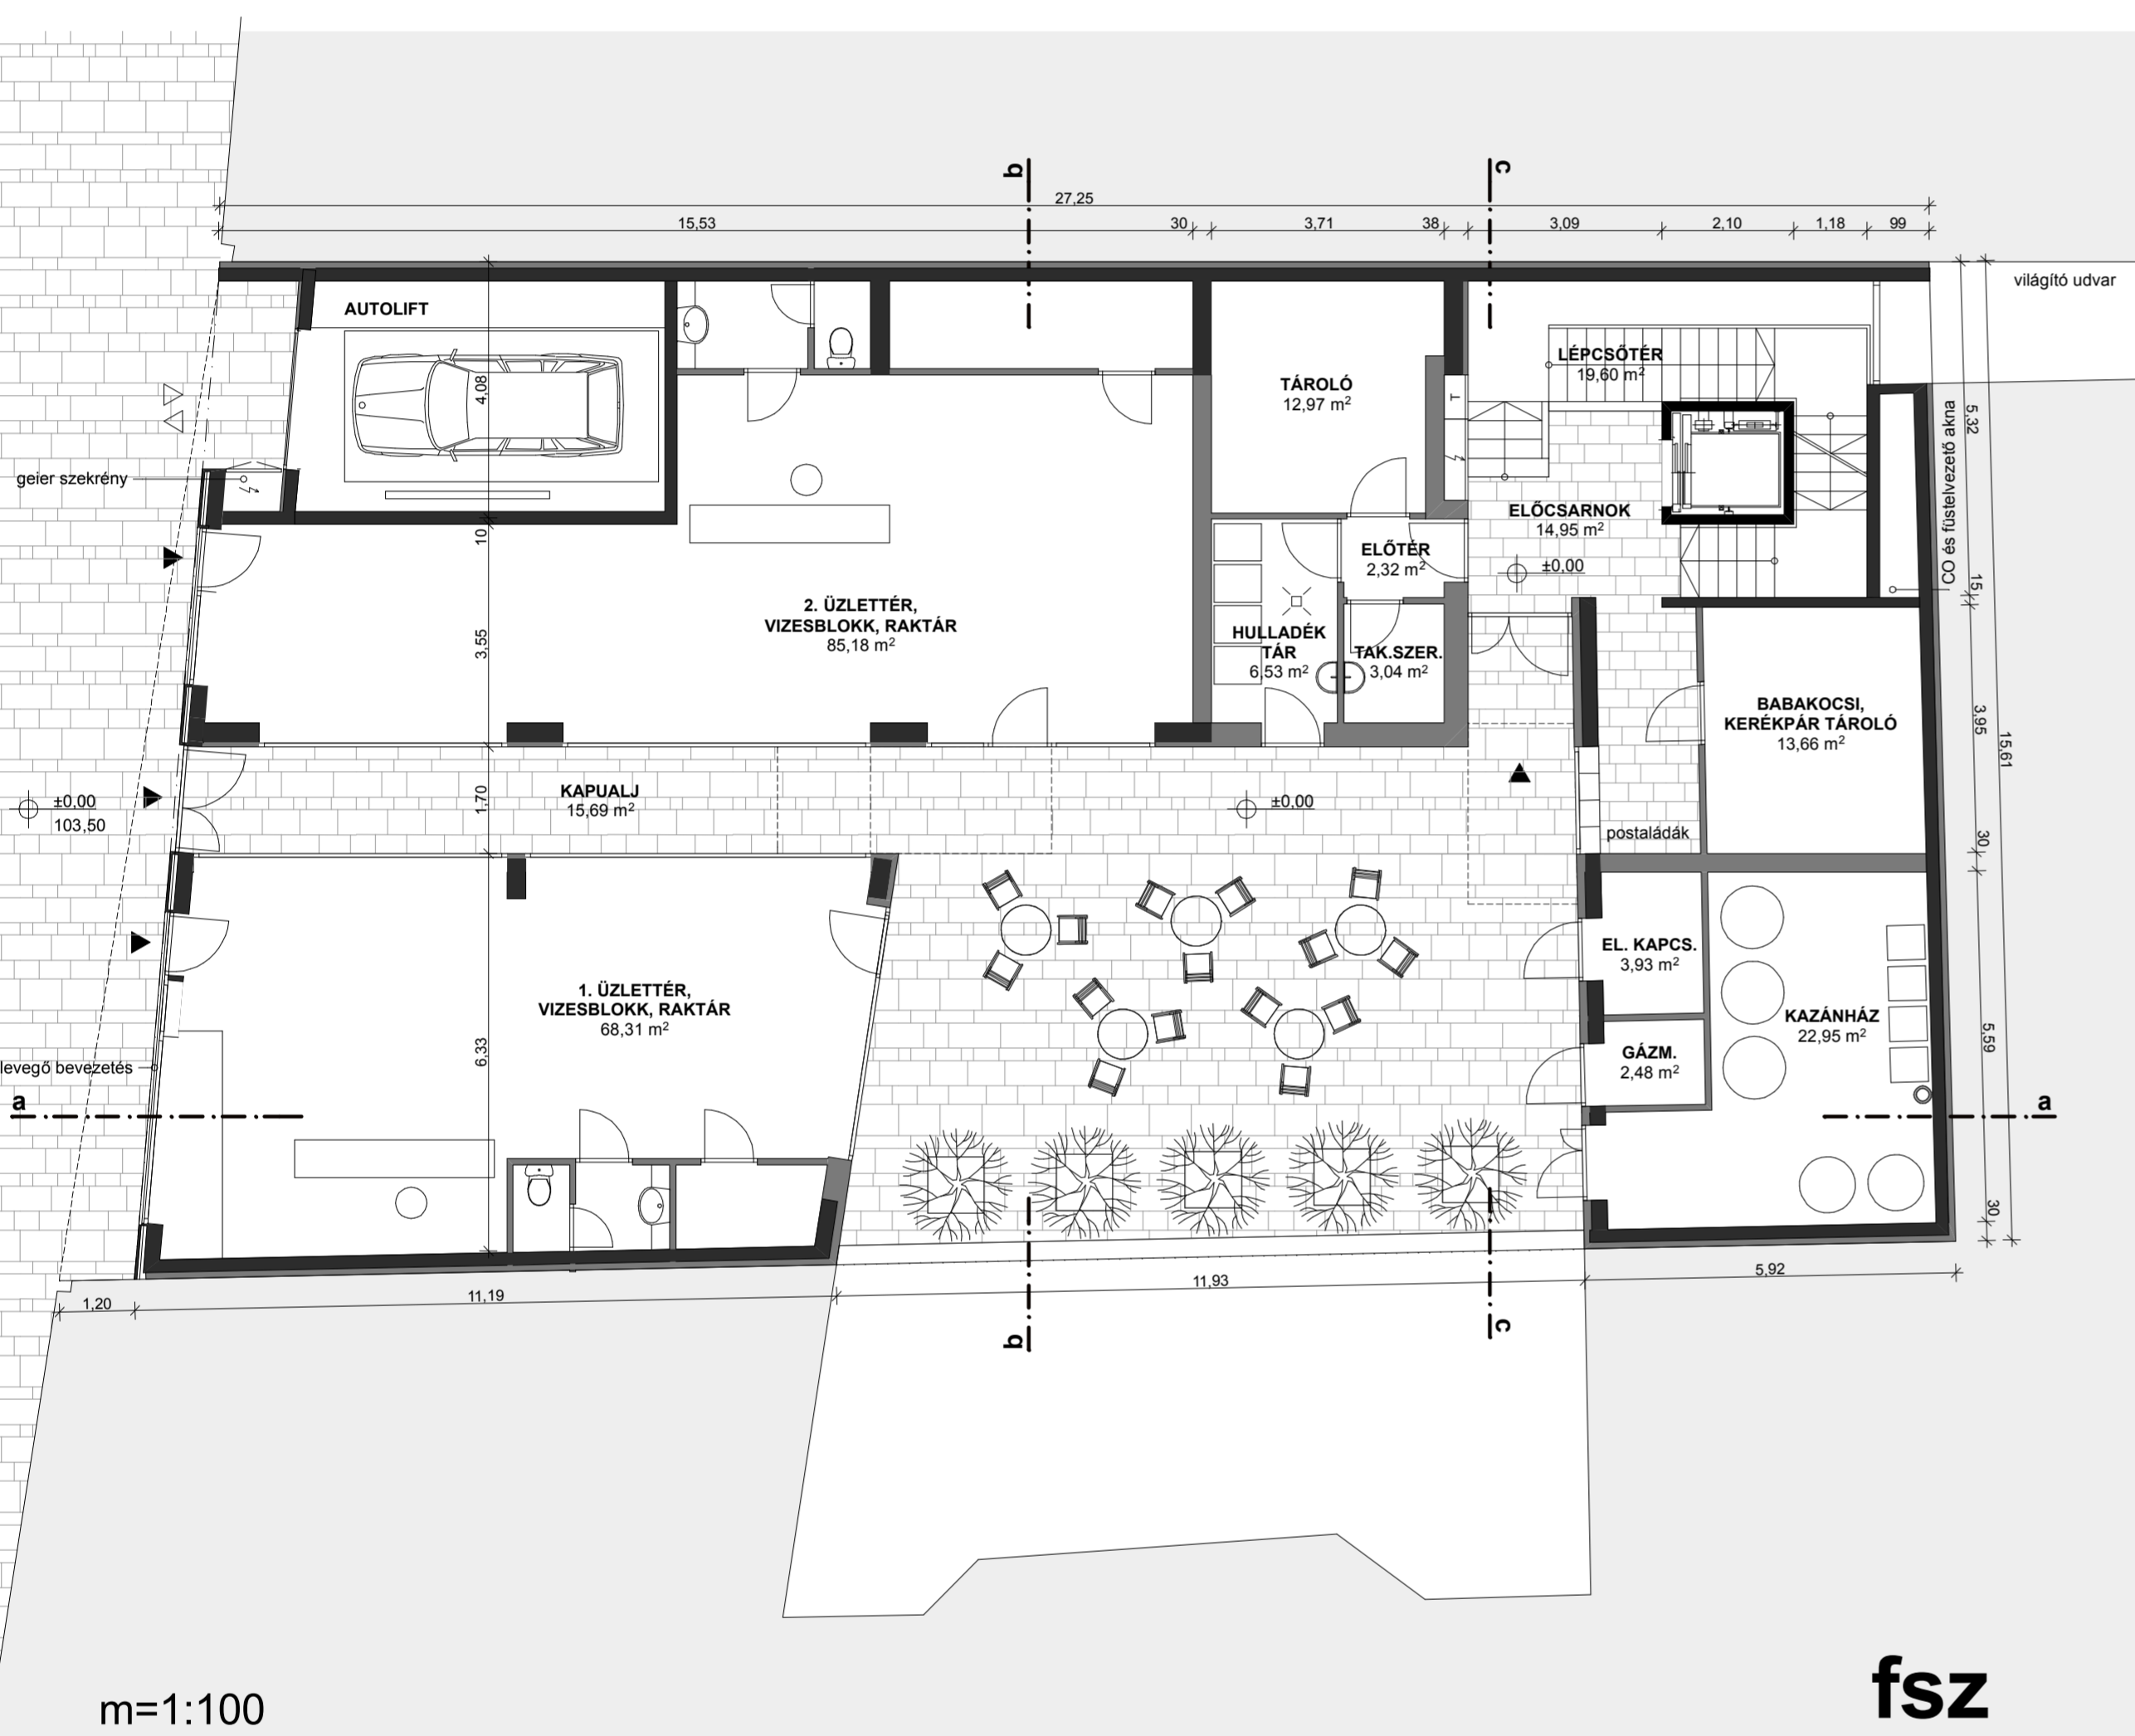 b
c
27,25
15,53
30
3,71
38
3,09
2,10
1,18
99
világító udvar
AUTOLIFT
4,08
LÉPCSŐTÉR
19,60 m²
TÁROLÓ
12,97 m²
T
5,32
CO és füstelvezető akna
geier szekrény
ELŐCSARNOK
14,95 m²
10
ELŐTÉR
2,32 m²
±0,00
15
2. ÜZLETTÉR,
VIZESBLOKK, RAKTÁR
85,18 m²
3,55
HULLADÉK
TÁR
6,53 m²
TAK.SZER.
3,04 m²
BABAKOCSI,
KERÉKPÁR TÁROLÓ
13,66 m²
3,95
15,61
KAPUALJ
15,69 m²
1,70
±0,00
103,50
±0,00
postaládák
30
EL. KAPCS.
3,93 m²
1. ÜZLETTÉR,
VIZESBLOKK, RAKTÁR
68,31 m²
KAZÁNHÁZ
22,95 m²
5,59
6,33
GÁZM.
2,48 m²
levegő bevezetés
a
a
30
1,20
11,19
11,93
5,92
b
c
m=1:100
fsz